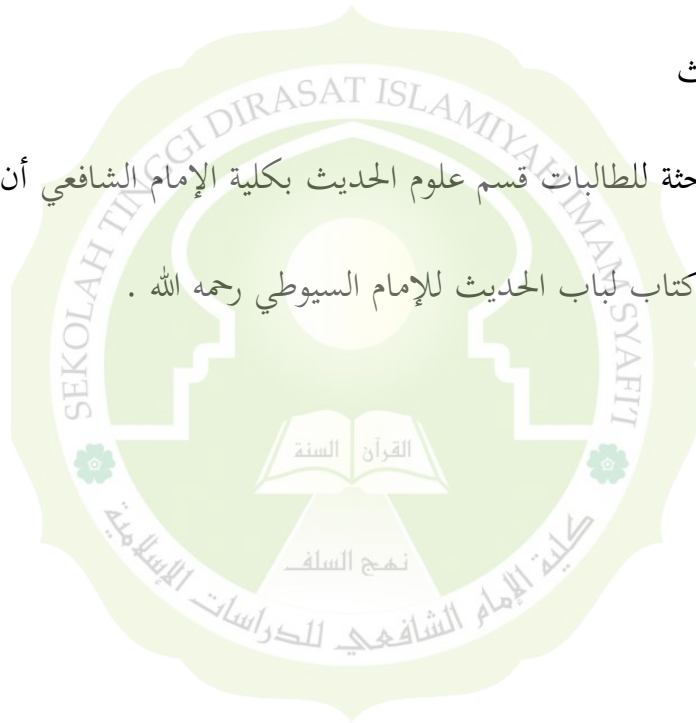 ث
حثة للطالبات قسم علوم الحديث بكلية الإمام الشافعي أن
كتاب لباب الحديث للإمام السيوطي رحمه الله .
SEKOLAH TINGGI DIRASAT ISLAMIYAH IMAM SYAFI'I
القرآن السنة
نهج السلف
كلية الإمام الشافعي للدراسات الإسلامية